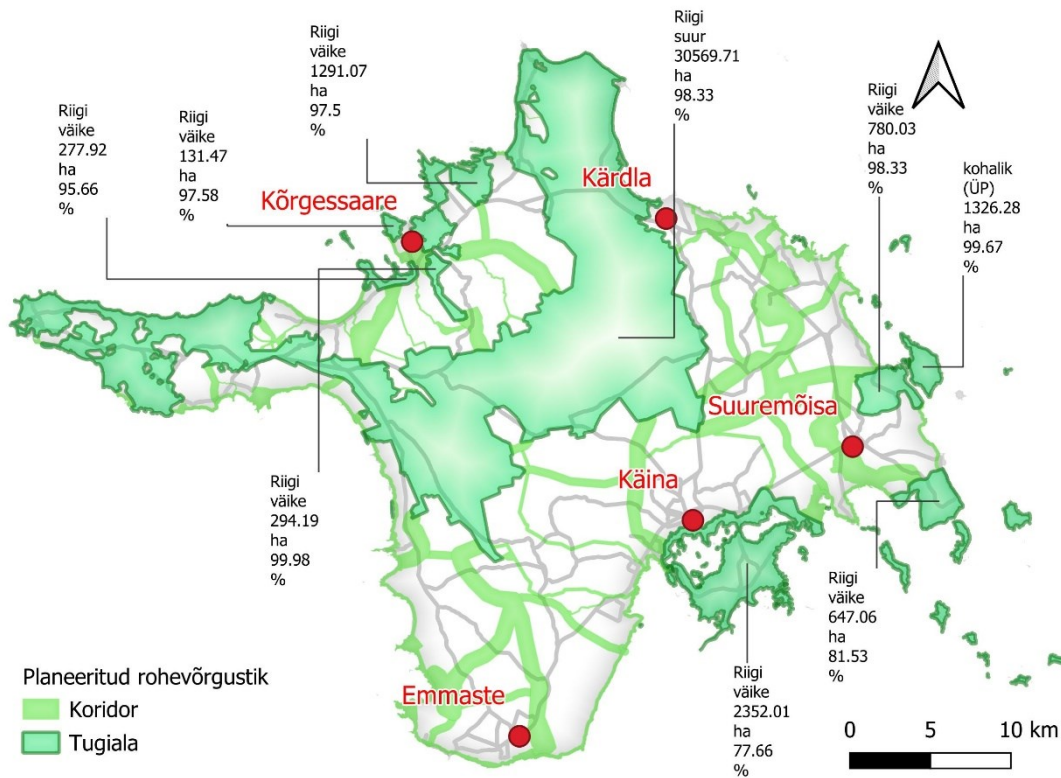 Riigi
väike
1291.07
ha
97.5
%
Riigi
suur
30569.71
ha
98.33
%
Riigi
väike
780.03
ha
98.33
%
Riigi
väike
277.92
ha
95.66
%
Riigi
väike
131.47
ha
97.58
%
kohalik
(ÜP)
1326.28
ha
99.67
%
Kõrgessaare
Kärdla
Suuremõisa
Käina
Riigi
väike
294.19
ha
99.98
%
Riigi
väike
647.06
ha
81.53
%
Riigi
väike
2352.01
ha
77.66
%
Emmaste
Planeeritud rohevõrgustik
Koridor
Tugiala
0 5 10 km